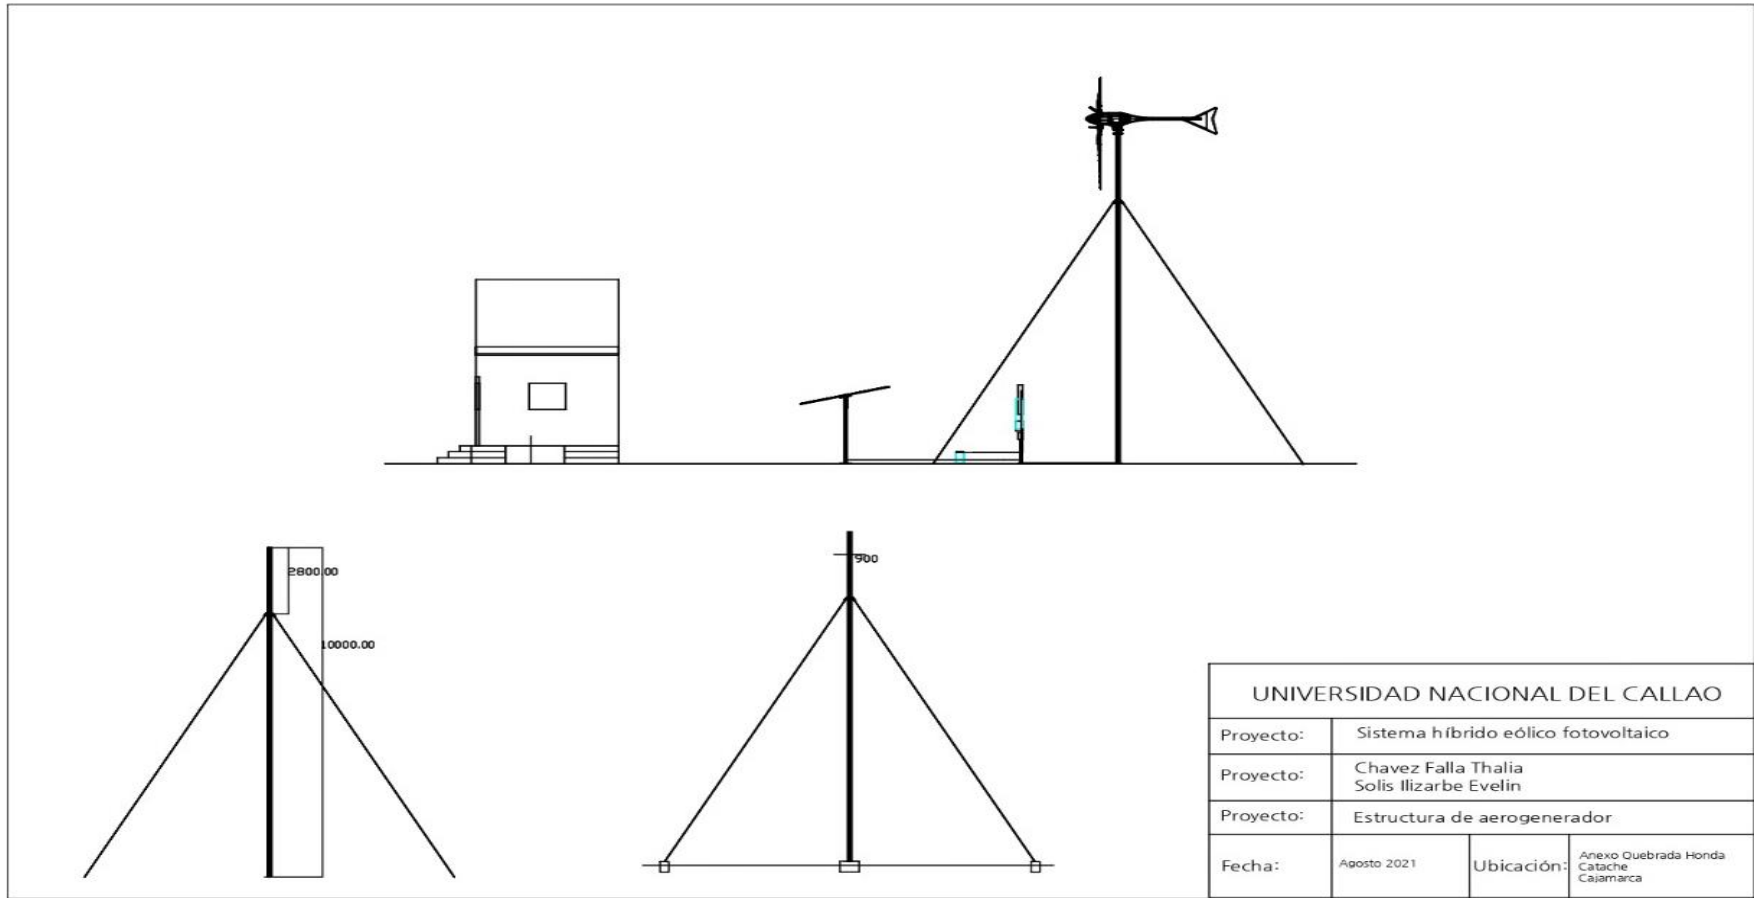 2800.00
10000.00
900
UNIVERSIDAD NACIONAL DEL CALLAO
Proyecto: Sistema híbrido eólico fotovoltaico
Proyecto: Chavez Falla Thalia
Solis Ilizarbe Evelin
Proyecto: Estructura de aerogenerador
Fecha: Agosto 2021 Ubicación: Anexo Quebrada Honda
Catache
Cajamarca